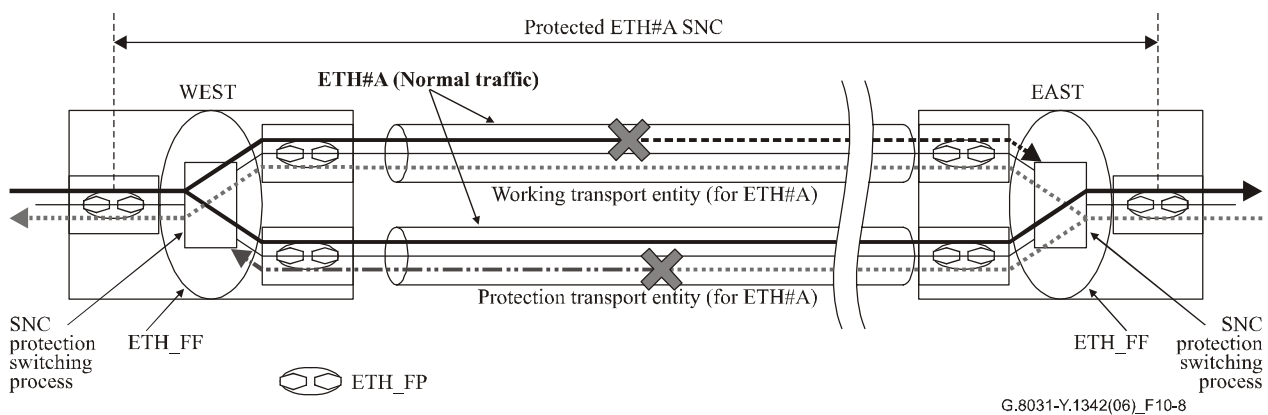 Protected ETH#A SNC
ETH#A (Normal traffic)
WEST
EAST
Working transport entity (for ETH#A)
Protection transport entity (for ETH#A)
SNC
protection
switching
process
ETH_FF
ETH_FF
SNC
protection
switching
process
ETH_FP
G.8031-Y.1342(06)_F10-8